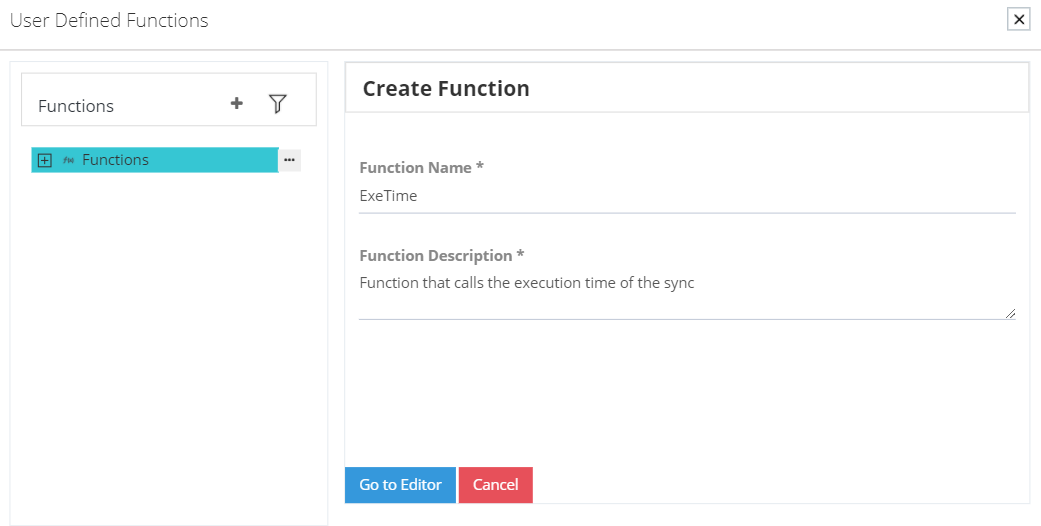 User Defined Functions
Functions
f(x) Functions
Create Function
Function Name *
ExeTime
Function Description *
Function that calls the execution time of the sync
Go to Editor
Cancel